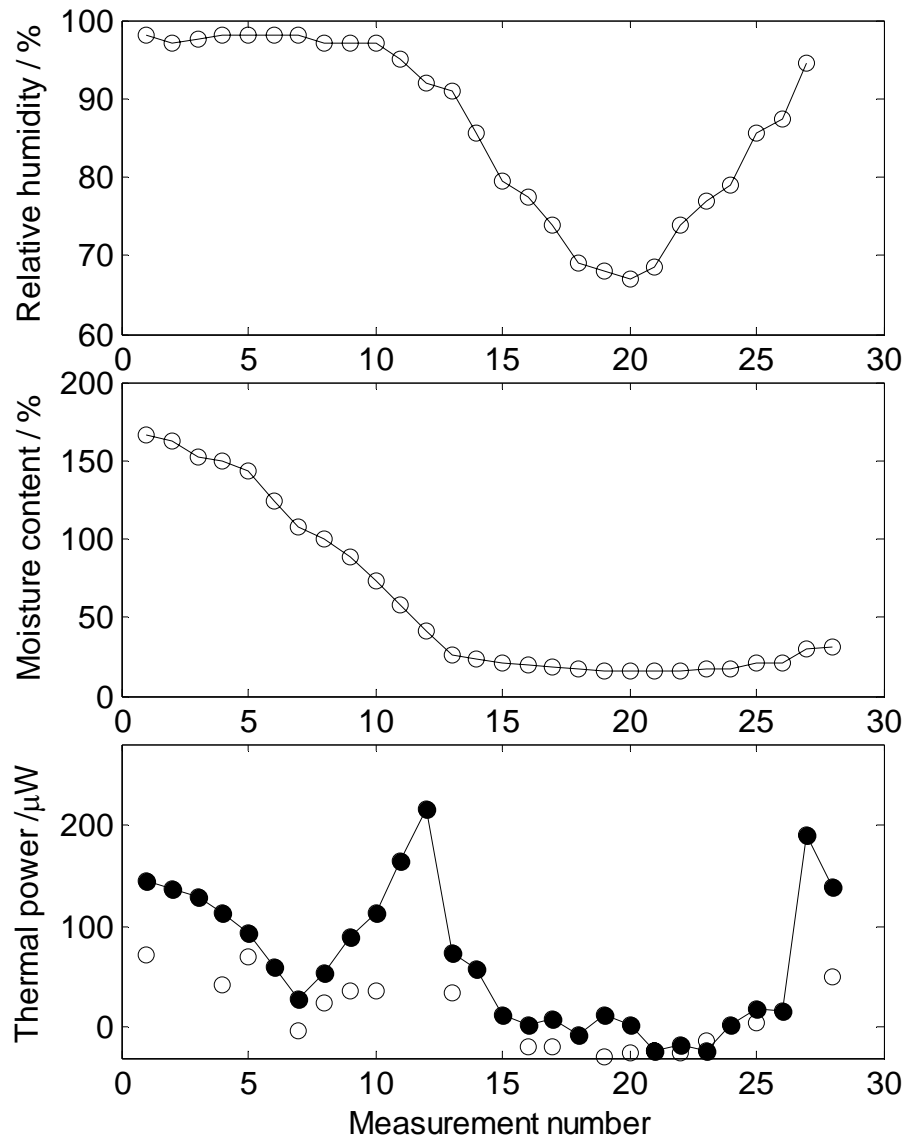 Relative humidity / %
100
90
80
70
60
0 5 10 15 20 25 30
Moisture content / %
200
150
100
50
0
0 5 10 15 20 25 30
Thermal power /μW
200
100
0
0 5 10 15 20 25 30
Measurement number